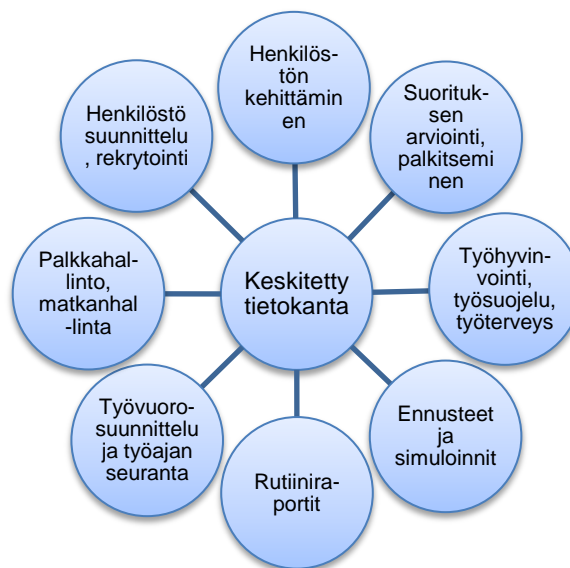 Henkilös-
tön
kehittämin
en
Suorituk-
sen
arviointi,
palkitsemi
nen
Työhyvin-
vointi,
työsuojelu,
työterveys
Ennusteet
ja
simuloinnit
Rutiinira-
portit
Työvuoro-
suunnittelu
ja työajan
seuranta
Palkkahal-
linto,
matkanhal
-linta
Henkilöstö
suunnittelu
, rekrytointi
Keskitetty
tietokanta